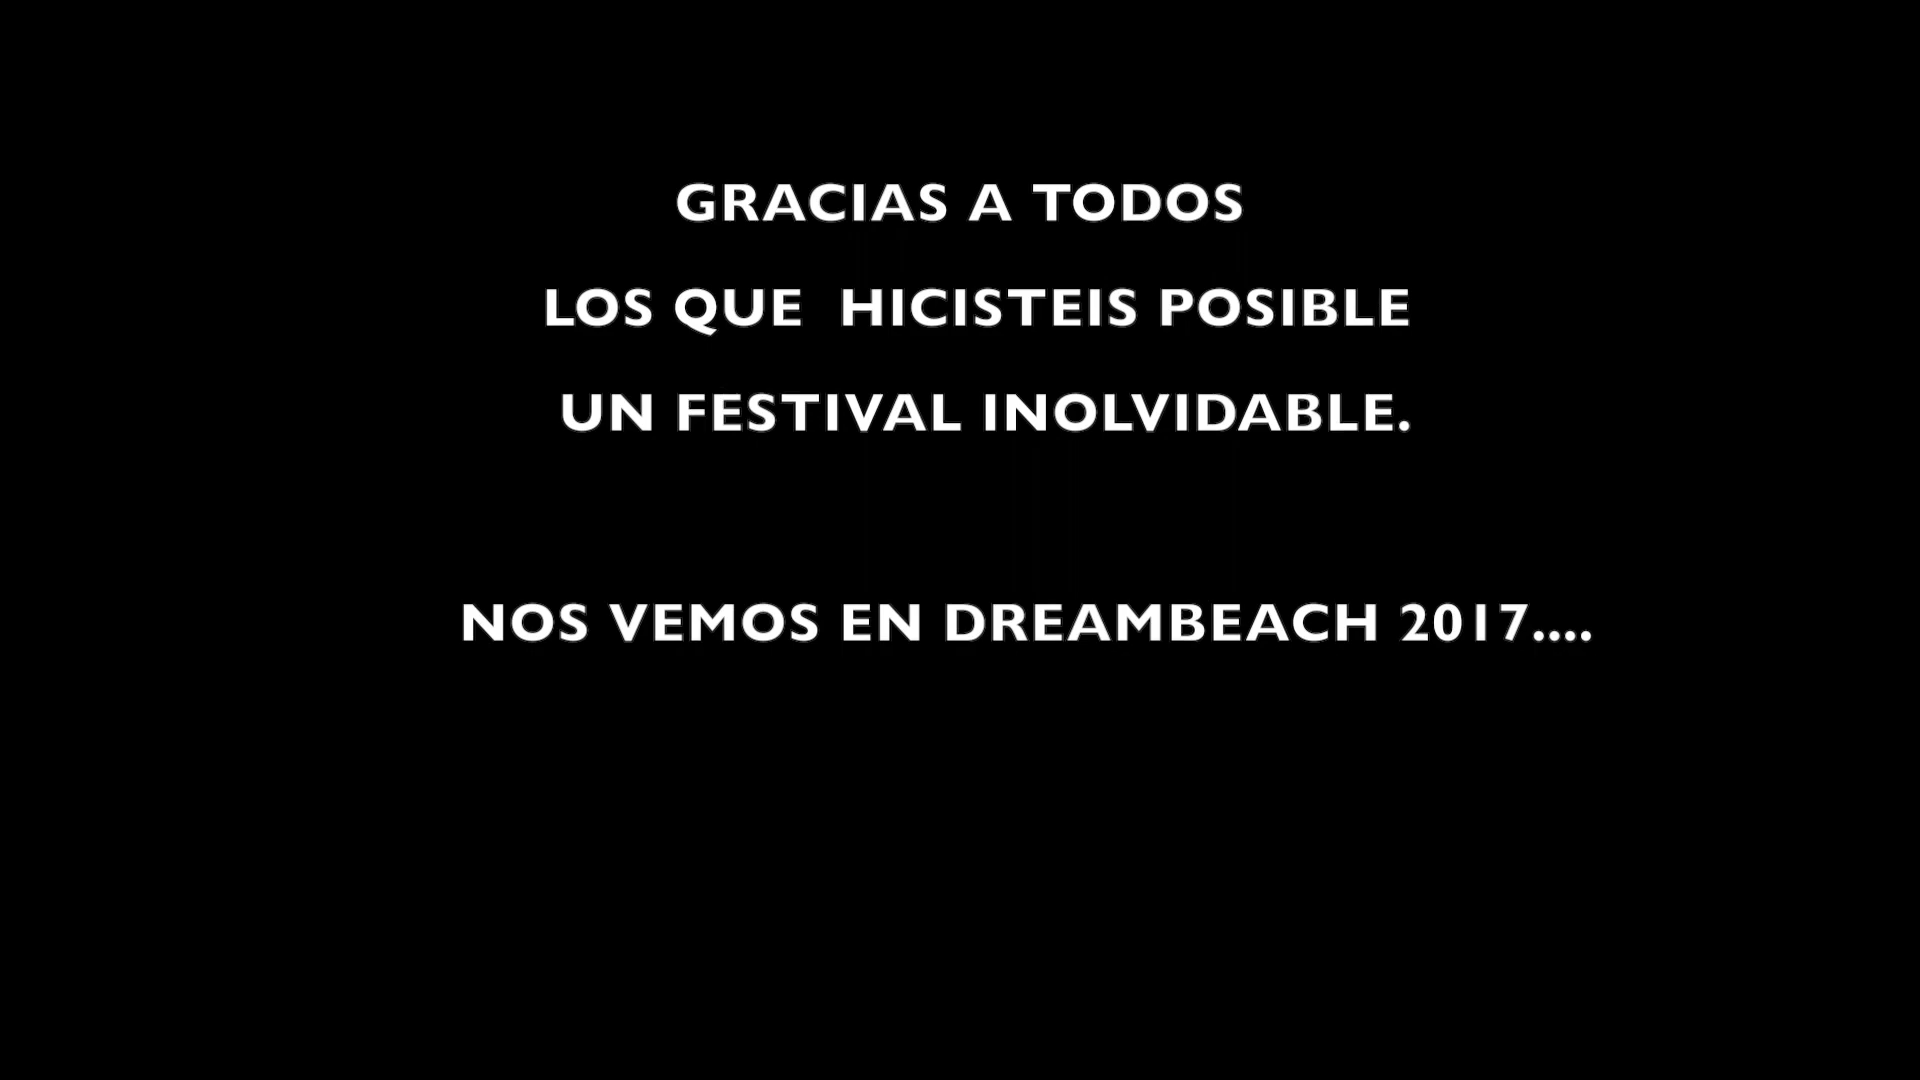 GRACIAS A TODOS
LOS QUE  HICISTEIS POSIBLE
UN FESTIVAL INOLVIDABLE.
NOS VEMOS EN DREAMBEACH 2017....